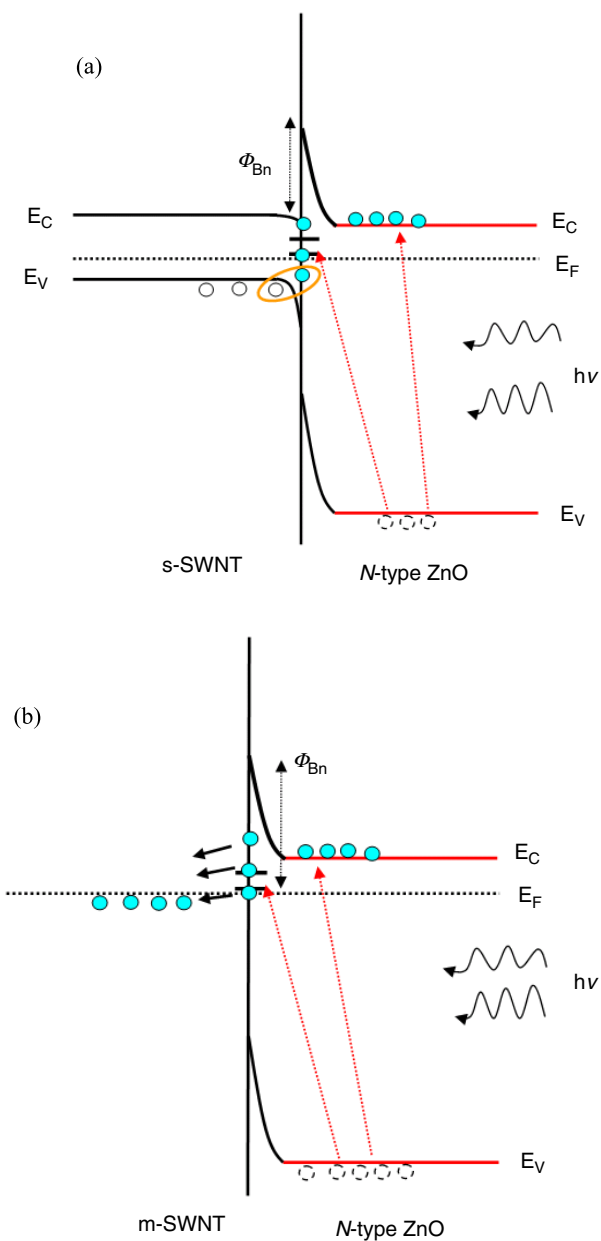 (a)
ΦBn
EC
EC
EF
EV
hν
EV
s-SWNT
N-type ZnO
(b)
ΦBn
EC
EF
hν
EV
m-SWNT
N-type ZnO